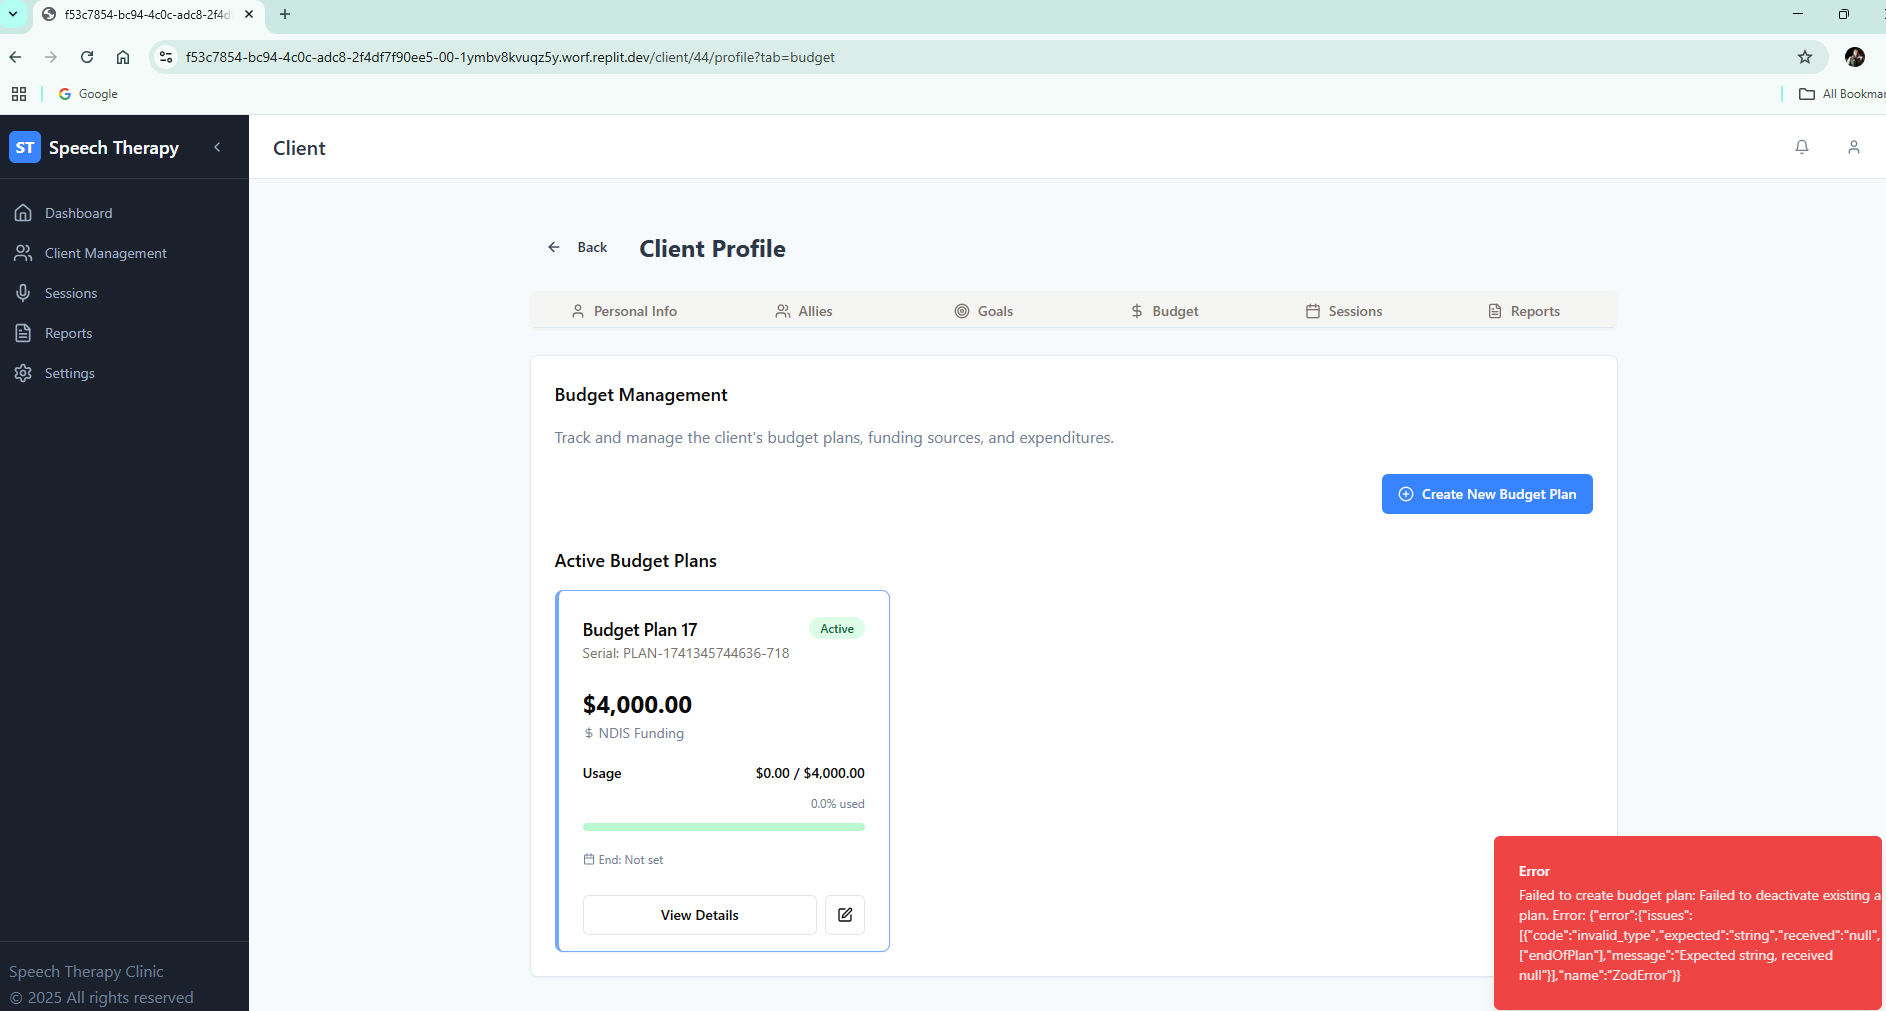 f53c7854-bc94-4c0c-adc8-2f4d
f53c7854-bc94-4c0c-adc8-2f4df7f90ee5-00-1ymbv8kvuqz5y.worf.replit.dev/client/44/profile?tab=budget
Google
All Bookmar
ST Speech Therapy
Client
Dashboard
Client Management
Sessions
Reports
Settings
Back
Client Profile
Personal Info
Allies
Goals
Budget
Sessions
Reports
Budget Management
Track and manage the client's budget plans, funding sources, and expenditures.
Create New Budget Plan
Active Budget Plans
Budget Plan 17
Active
Serial: PLAN-1741345744636-718
$4,000.00
$ NDIS Funding
Usage
$0.00 / $4,000.00
0.0% used
End: Not set
View Details
Error
Failed to create budget plan: Failed to deactivate existing a
plan. Error: {"error":{"issues":
[{"code":"invalid_type","expected":"string","received":"null",
["endOfPlan"],"message":"Expected string, received
null"}],"name":"ZodError"}}
Speech Therapy Clinic
© 2025 All rights reserved